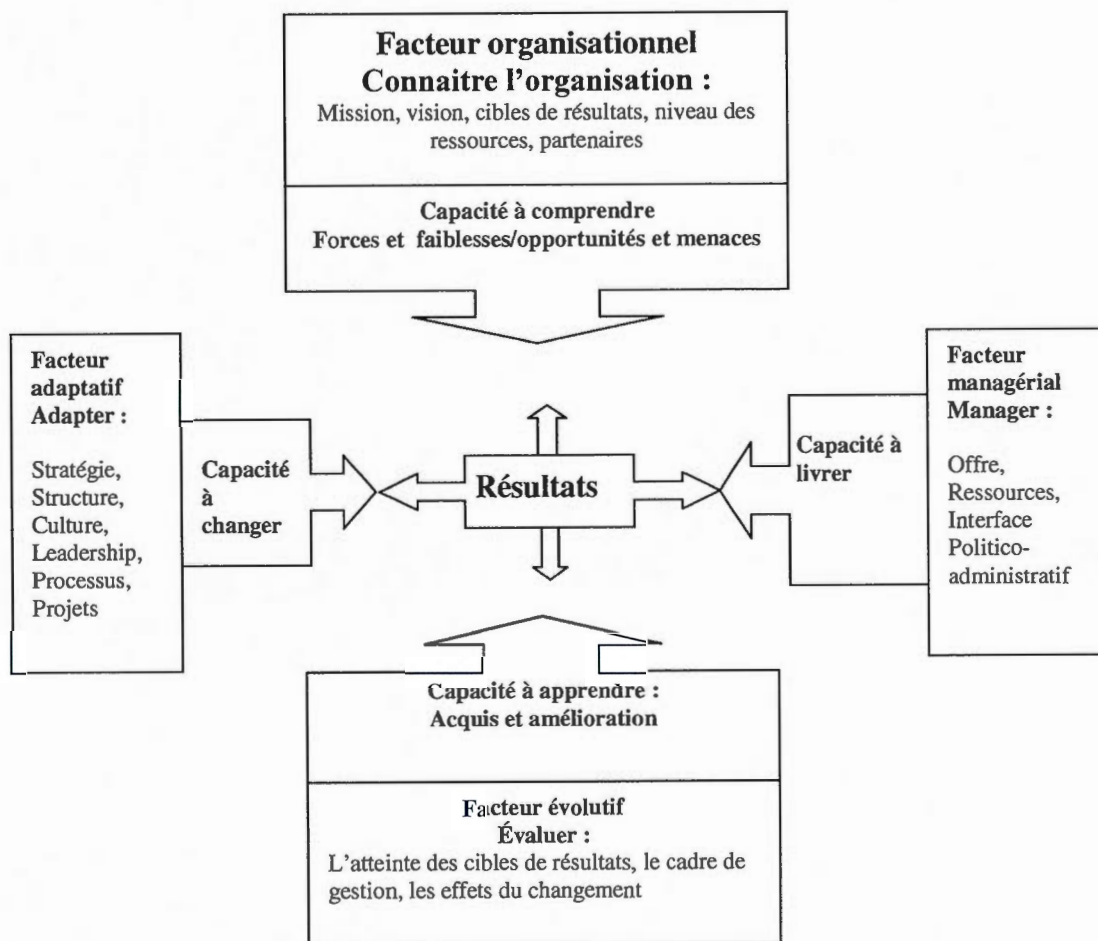 Facteur organisationnel
Connaitre l'organisation :
Mission, vision, cibles de résultats, niveau des
ressources, partenaires
Capacité à comprendre
Forces et faiblesses/opportunités et menaces
Facteur
adaptatif
Adapter :
Stratégie,
Structure,
Culture,
Leadership,
Processus,
Projets
Capacité
à
changer
Résultats
Capacité à
livrer
Facteur
managérial
Manager :
Offre,
Ressources,
Interface
Politico-
administratif
Capacité à apprendre :
Acquis et amélioration
Facteur évolutif
Évaluer :
L'atteinte des cibles de résultats, le cadre de
gestion, les effets du changement